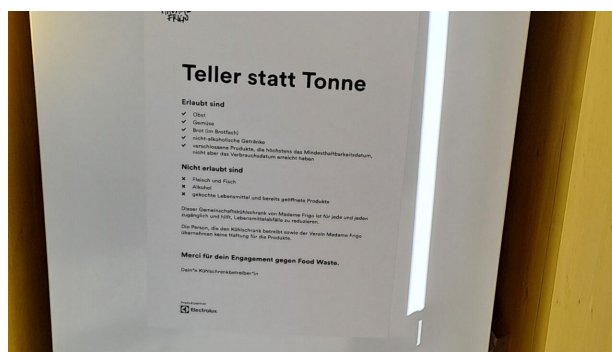 MADAME
FRIGO
Teller statt Tonne
Erlaubt sind
✔ Obst
✔ Gemüse
✔ Brot (im Brotfach)
✔ nicht-alkoholische Getränke
✔ verschlossene Produkte, die höchstens das Mindesthaltbarkeitsdatum,
nicht aber das Verbrauchsdatum erreicht haben
Nicht erlaubt sind
✖ Fleisch und Fisch
✖ Alkohol
✖ gekochte Lebensmittel und bereits geöffnete Produkte
Dieser Gemeinschaftskühlschrank von Madame Frigo ist für jede und jeden
zugänglich und hilft, Lebensmittelabfälle zu reduzieren.
Die Person, die den Kühlschrank betreibt sowie der Verein Madame Frigo
übernehmen keine Haftung für die Produkte.
Merci für dein Engagement gegen Food Waste.
Dein*e Kühlschrankbetreiber*in
Electrolux